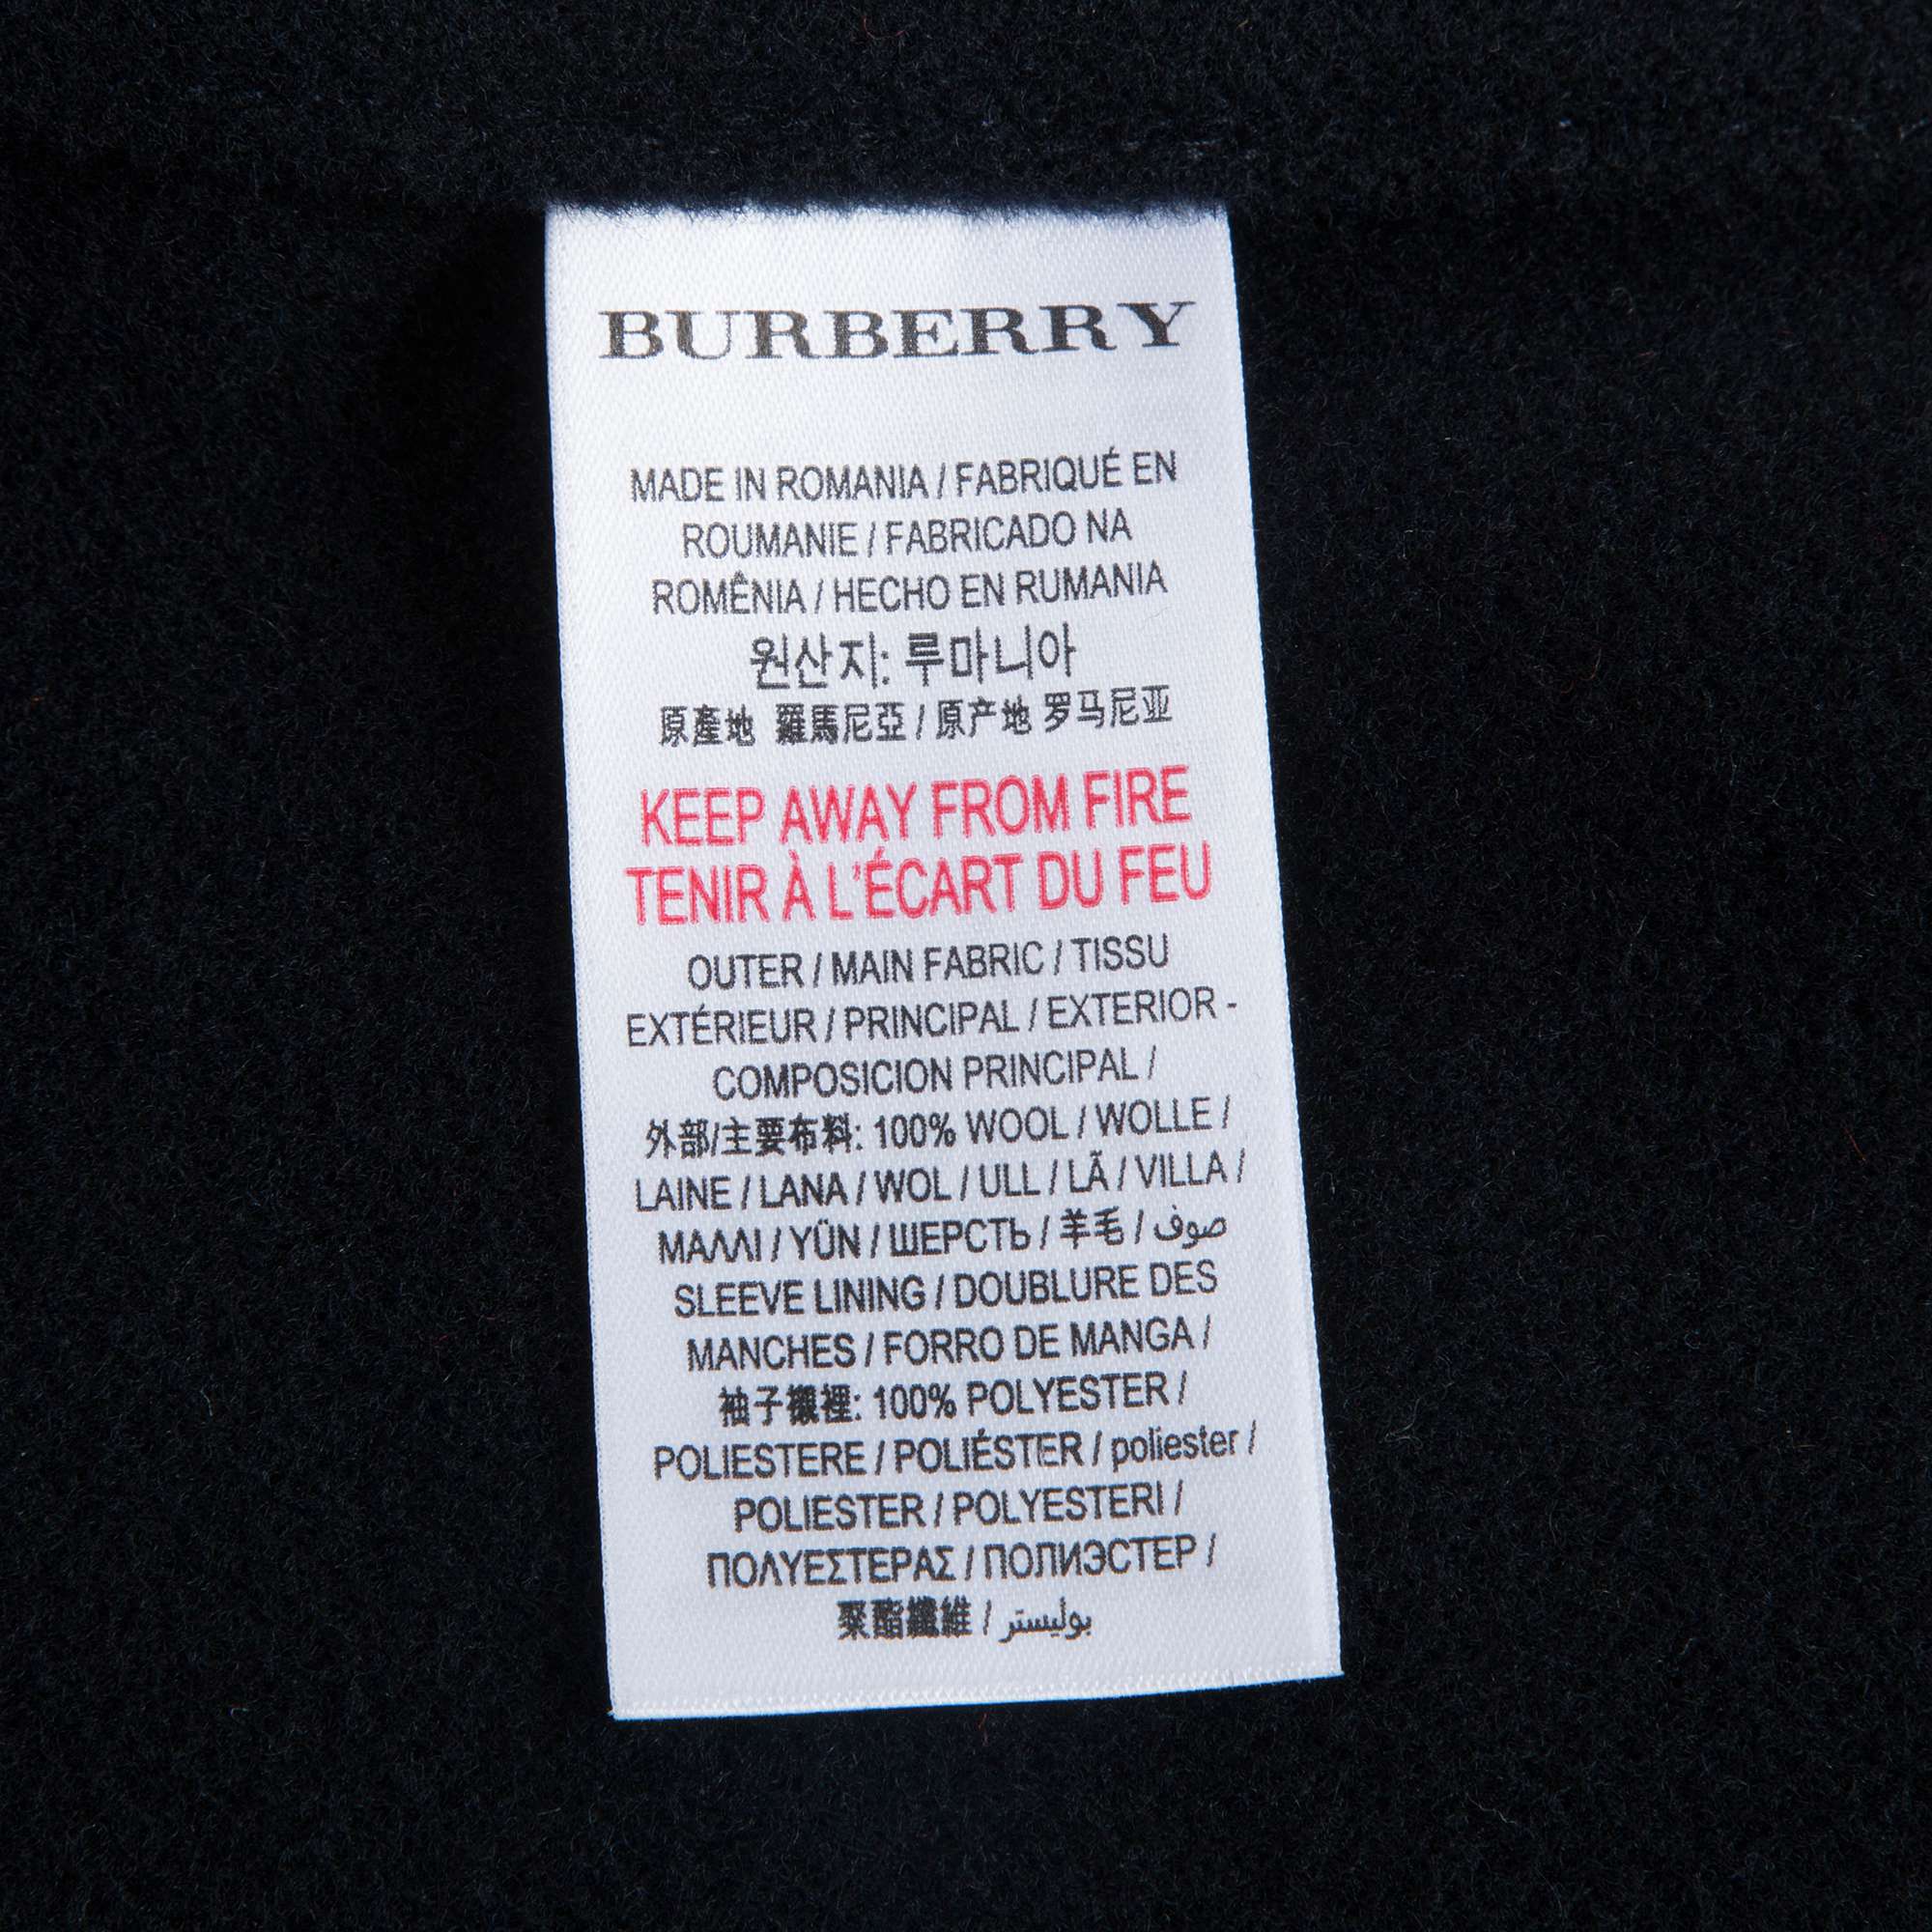 BURBERRY
MADE IN ROMANIA / FABRIQUÉ EN
ROUMANIE / FABRICADO NA
ROMÊNIA / HECHO EN RUMANIA
원산지: 루마니아
原產地 羅馬尼亞 / 原产地 罗马尼亚
KEEP AWAY FROM FIRE
TENIR À L'ÉCART DU FEU
OUTER / MAIN FABRIC / TISSU
EXTÉRIEUR / PRINCIPAL / EXTERIOR -
COMPOSICION PRINCIPAL /
外部/主要布料: 100% WOOL / WOLLE /
LAINE / LANA / WOL / ULL / LÃ / VILLA /
ΜΑΛΛΙ / YÜN / ШЕРСТЬ / 羊毛 / صوف
SLEEVE LINING / DOUBLURE DES
MANCHES / FORRO DE MANGA /
袖子襯裡: 100% POLYESTER /
POLIESTERE / POLIÉSTER / poliester /
POLIESTER / POLYESTERI /
ΠΟΛΥΕΣΤΕΡΑΣ / ПОЛИЭСТЕР /
聚酯纖維 / بوليستر